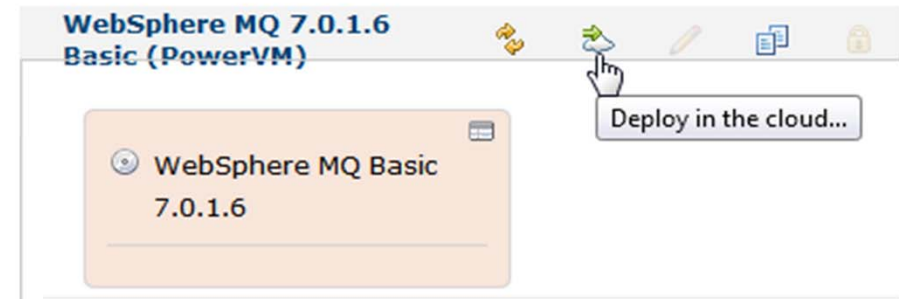 WebSphere MQ 7.0.1.6
Basic (PowerVM)
Deploy in the cloud...
WebSphere MQ Basic
7.0.1.6